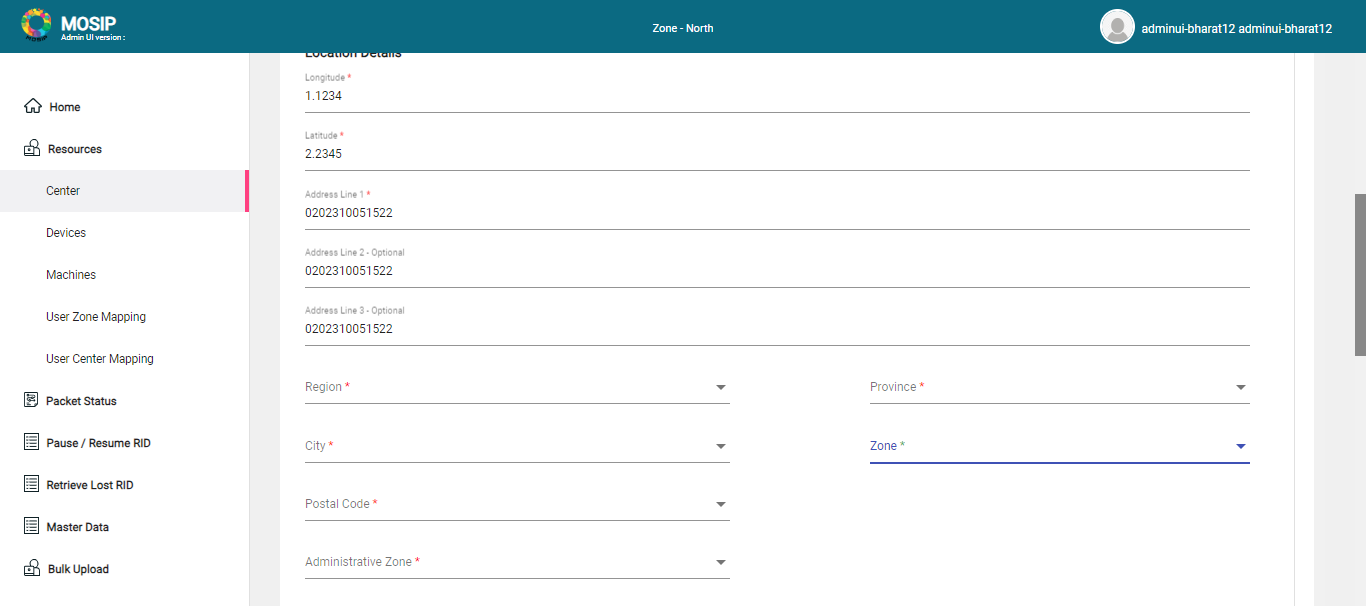 MOSIP
Admin UI version :
Zone - North
adminui-bharat12 adminui-bharat12
Home
Resources
Center
Devices
Machines
User Zone Mapping
User Center Mapping
Packet Status
Pause / Resume RID
Retrieve Lost RID
Master Data
Bulk Upload
Location Details
Longitude *
1.1234
Latitude *
2.2345
Address Line 1 *
0202310051522
Address Line 2 - Optional
0202310051522
Address Line 3 - Optional
0202310051522
Region *
Province *
City *
Zone *
Postal Code *
Administrative Zone *